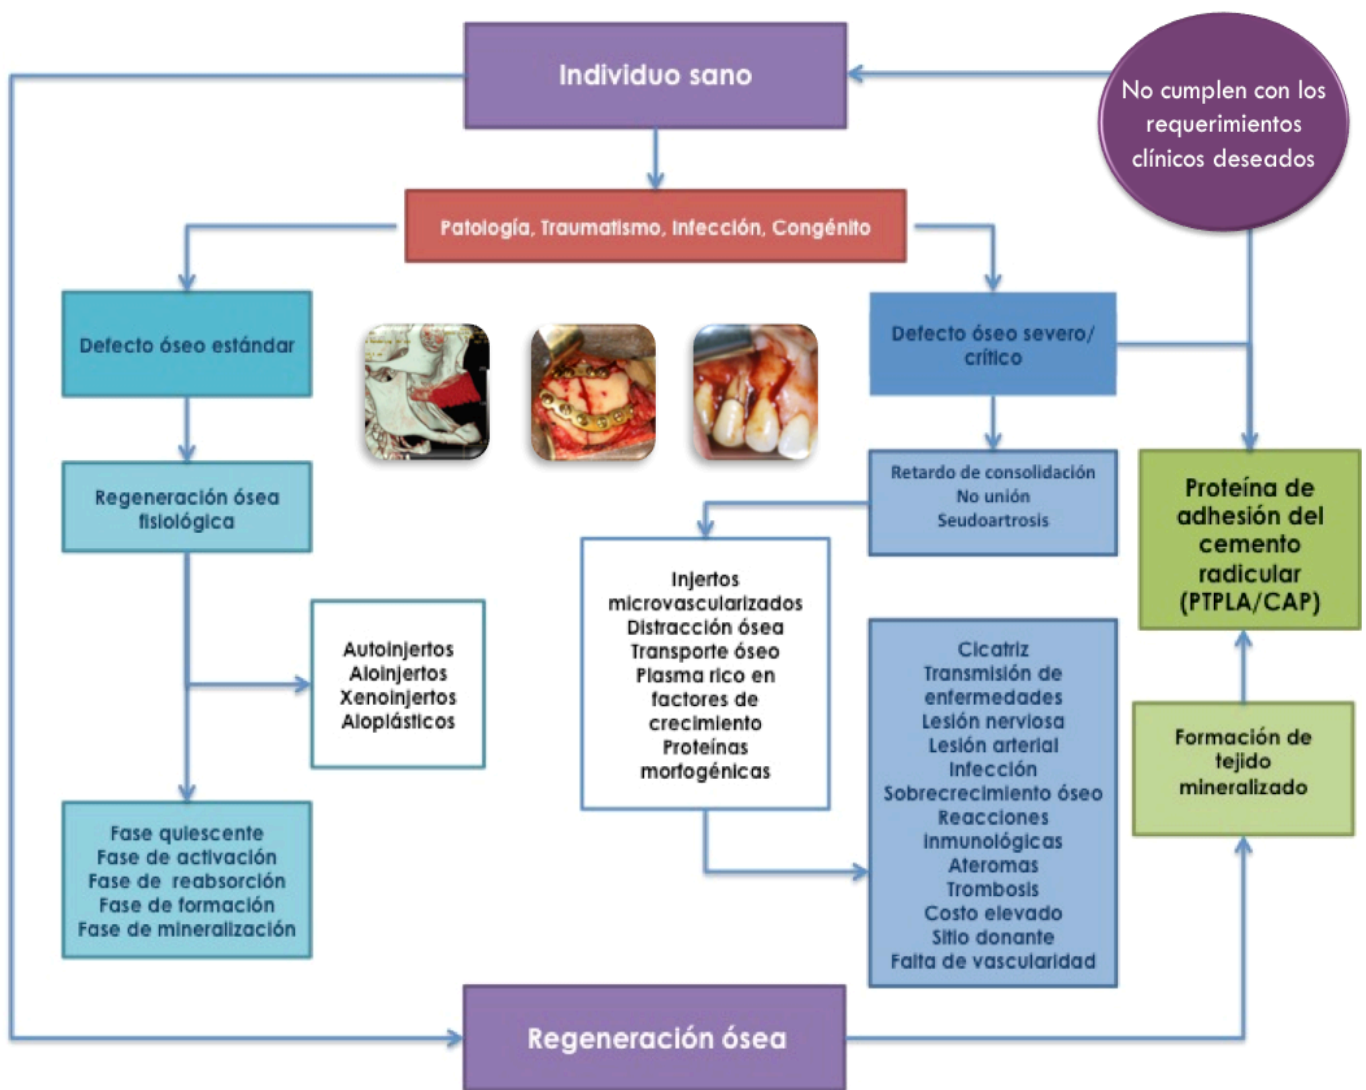 Individuo sano
No cumplen con los
requerimientos
clínicos deseados
Patología, Traumatismo, Infección, Congénito
Defecto óseo estándar
Defecto óseo severo/
crítico
Regeneración ósea
fisiológica
Retardo de consolidación
No unión
Seudoartrosis
Proteína de
adhesión del
cemento
radicular
(PTPLA/CAP)
Injertos
microvascularizados
Distracción ósea
Transporte óseo
Plasma rico en
factores de
crecimiento
Proteínas
morfogénicas
Autoinjertos
Aloinjertos
Xenoinjertos
Aloplásticos
Cicatriz
Transmisión de
enfermedades
Lesión nerviosa
Lesión arterial
Infección
Sobrecrecimiento óseo
Reacciones
inmunológicas
Ateromas
Trombosis
Costo elevado
Sitio donante
Falta de vascularidad
Formación de
tejido
mineralizado
Fase quiescente
Fase de activación
Fase de reabsorción
Fase de formación
Fase de mineralización
Regeneración ósea